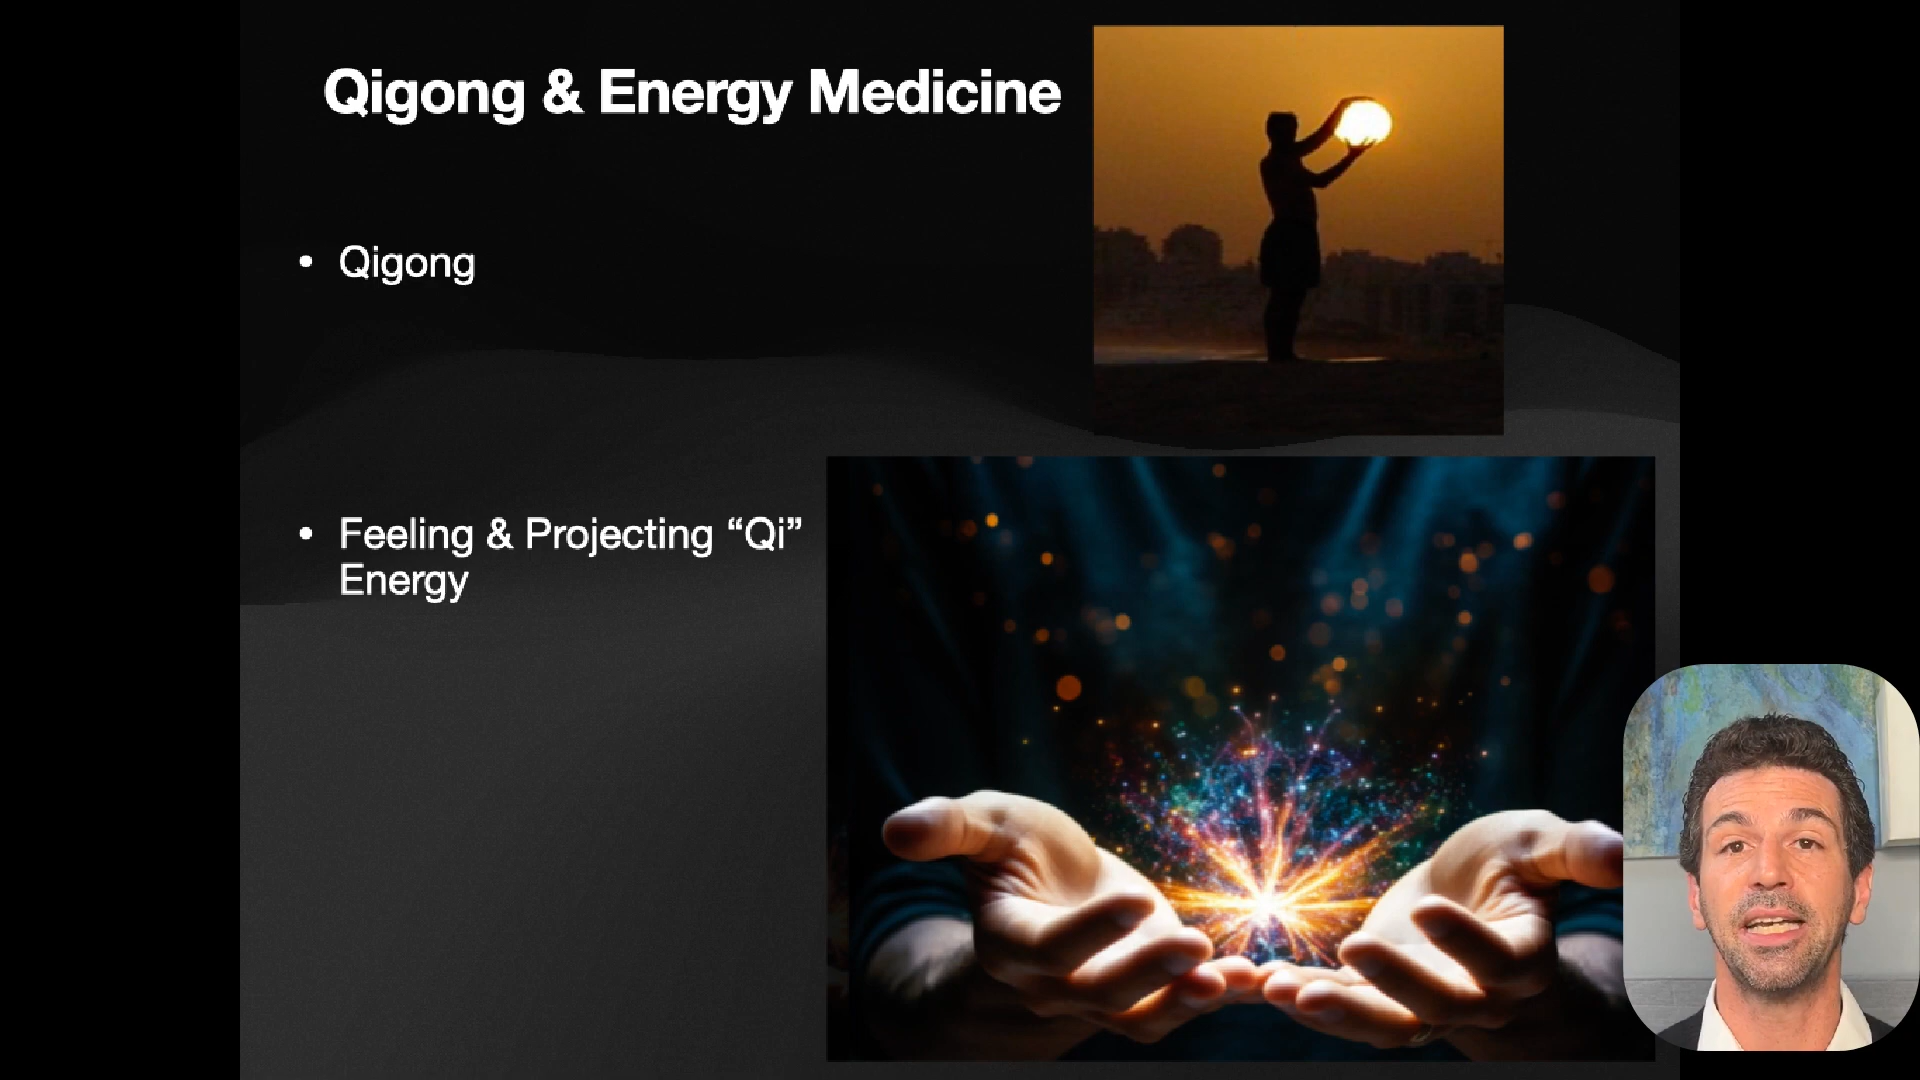 Qigong & Energy Medicine
• Qigong
• Feeling & Projecting “Qi”
Energy